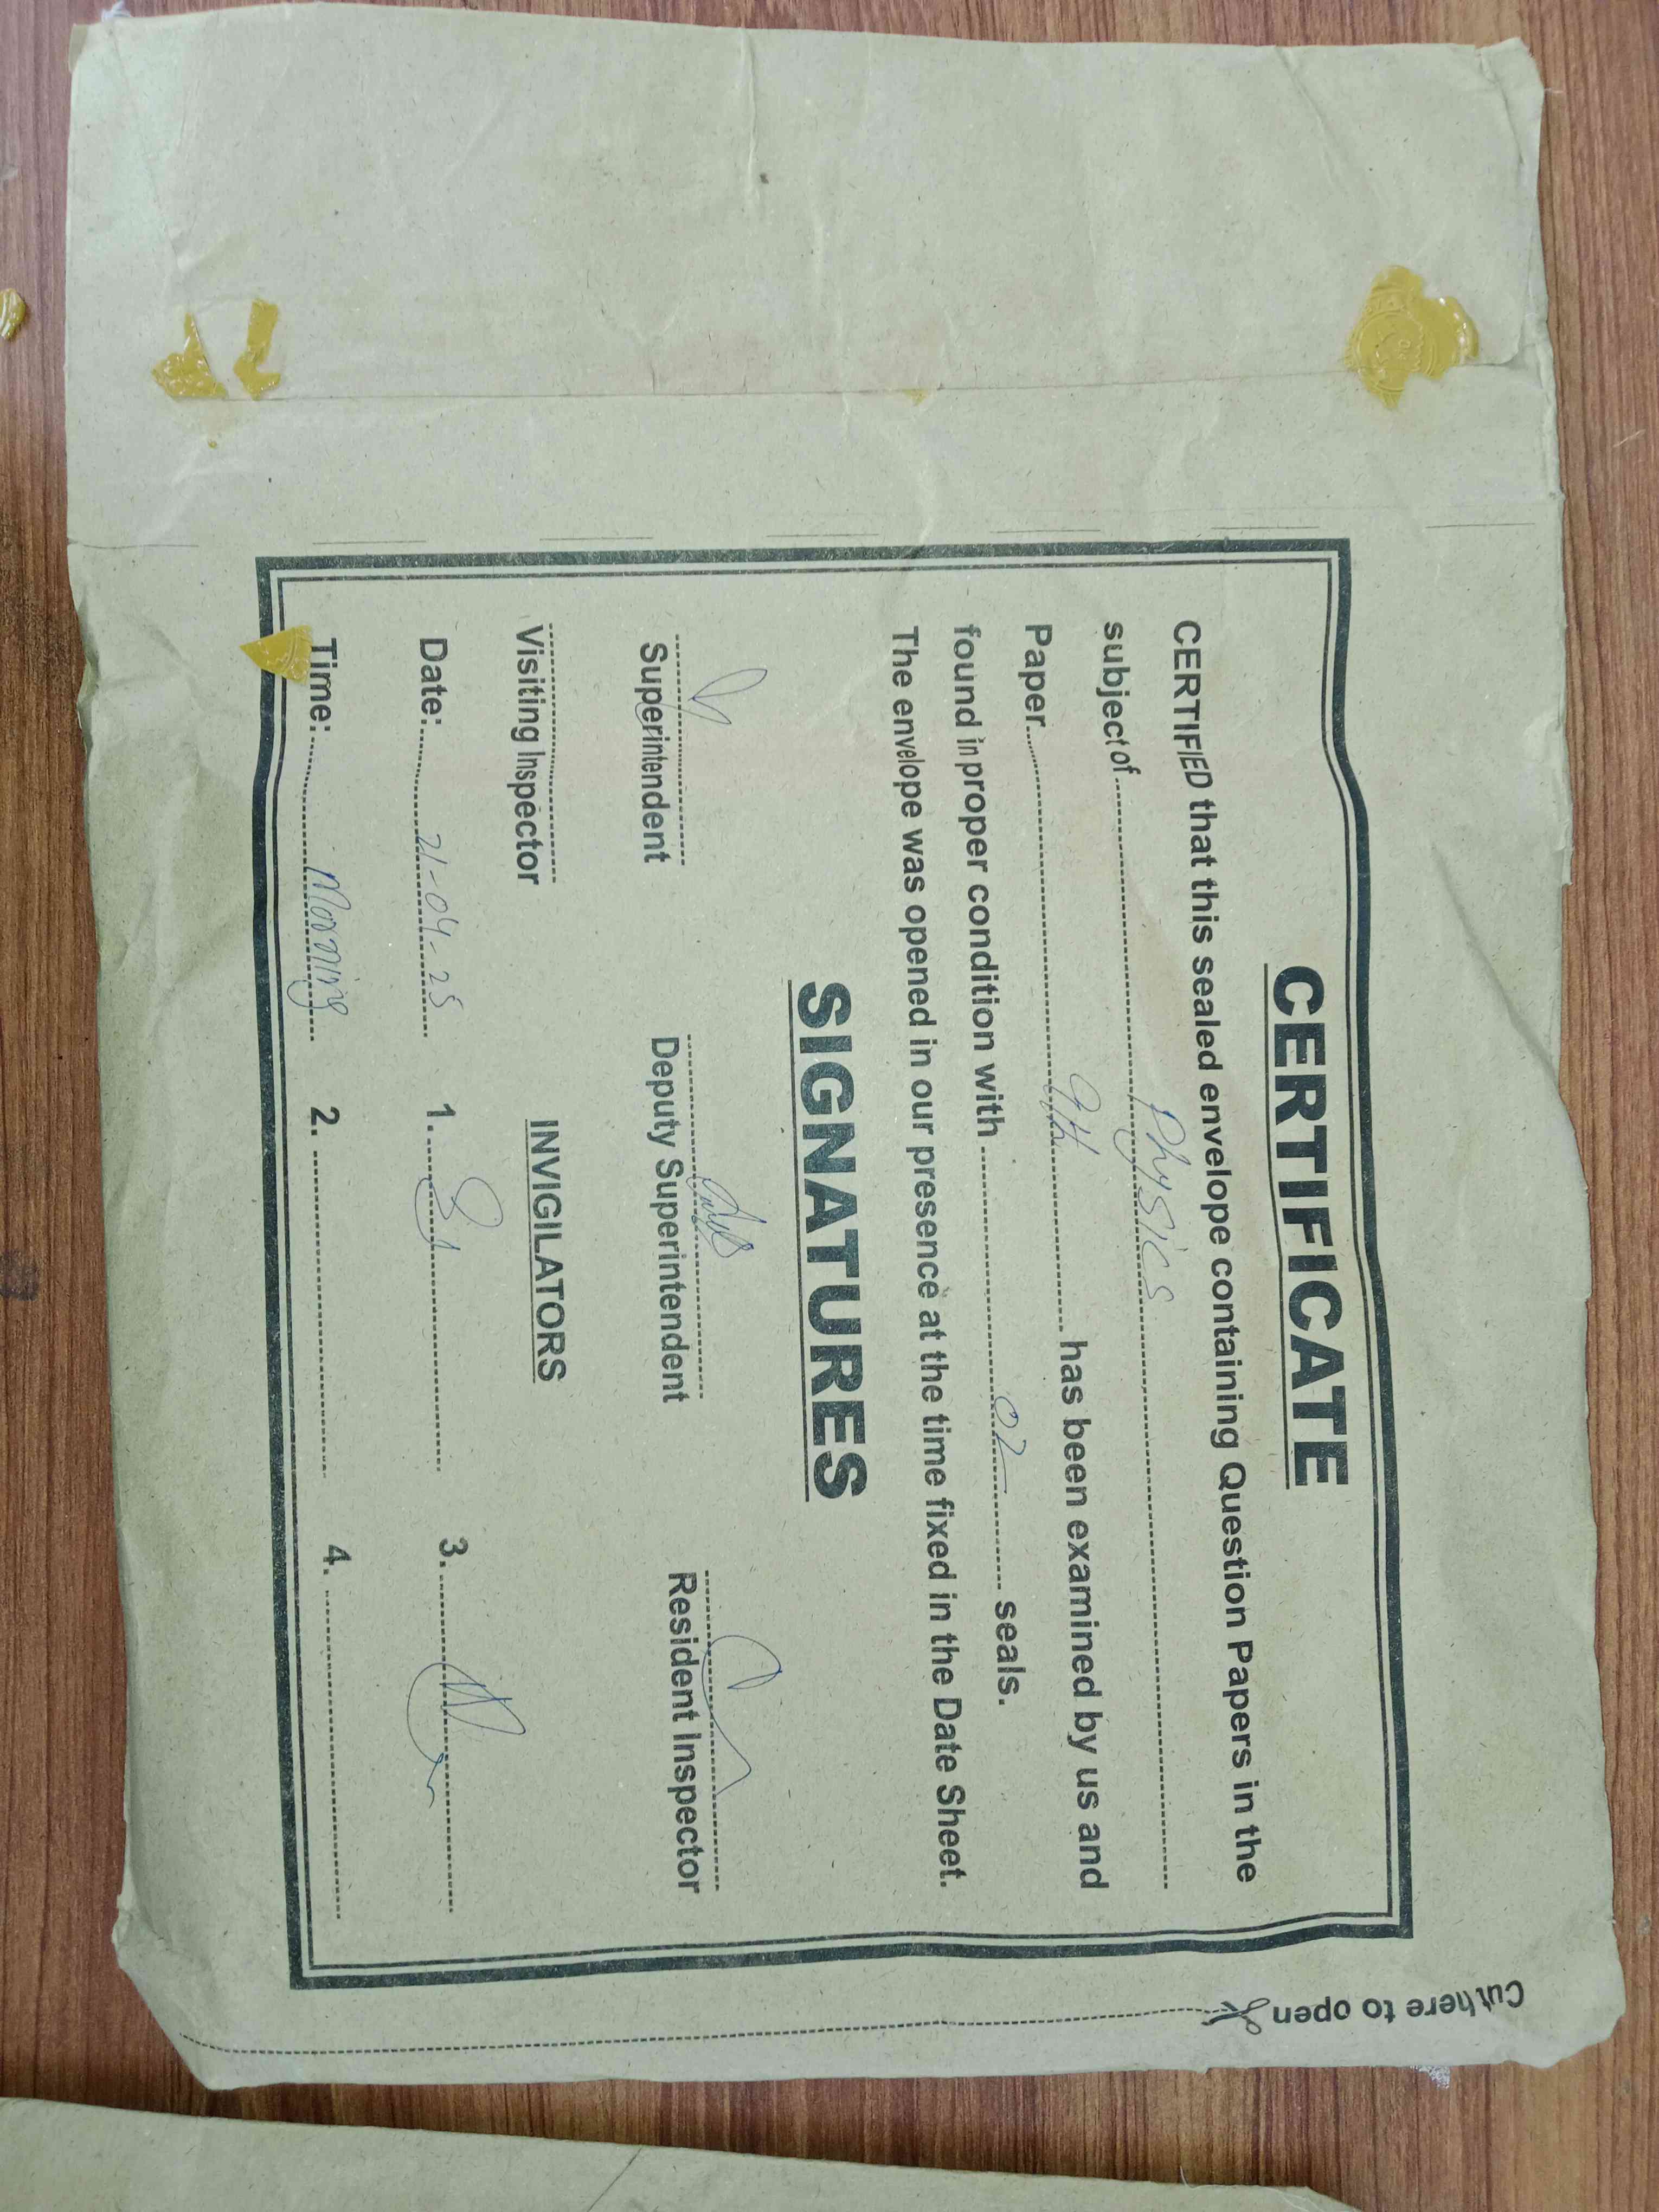 CERTIFICATE
CERTIFIED that this sealed envelope containing Question Papers in the
subject of Physics
Paper 9th has been examined by us and
found in proper condition with 02 seals.
The envelope was opened in our presence at the time fixed in the Date Sheet.
SIGNATURES
Superintendent Deputy Superintendent Resident Inspector
Visiting Inspector
INVIGILATORS
Date: 21-04-25 1. 3.
Time: Morning 2. 4.
Cut here to open